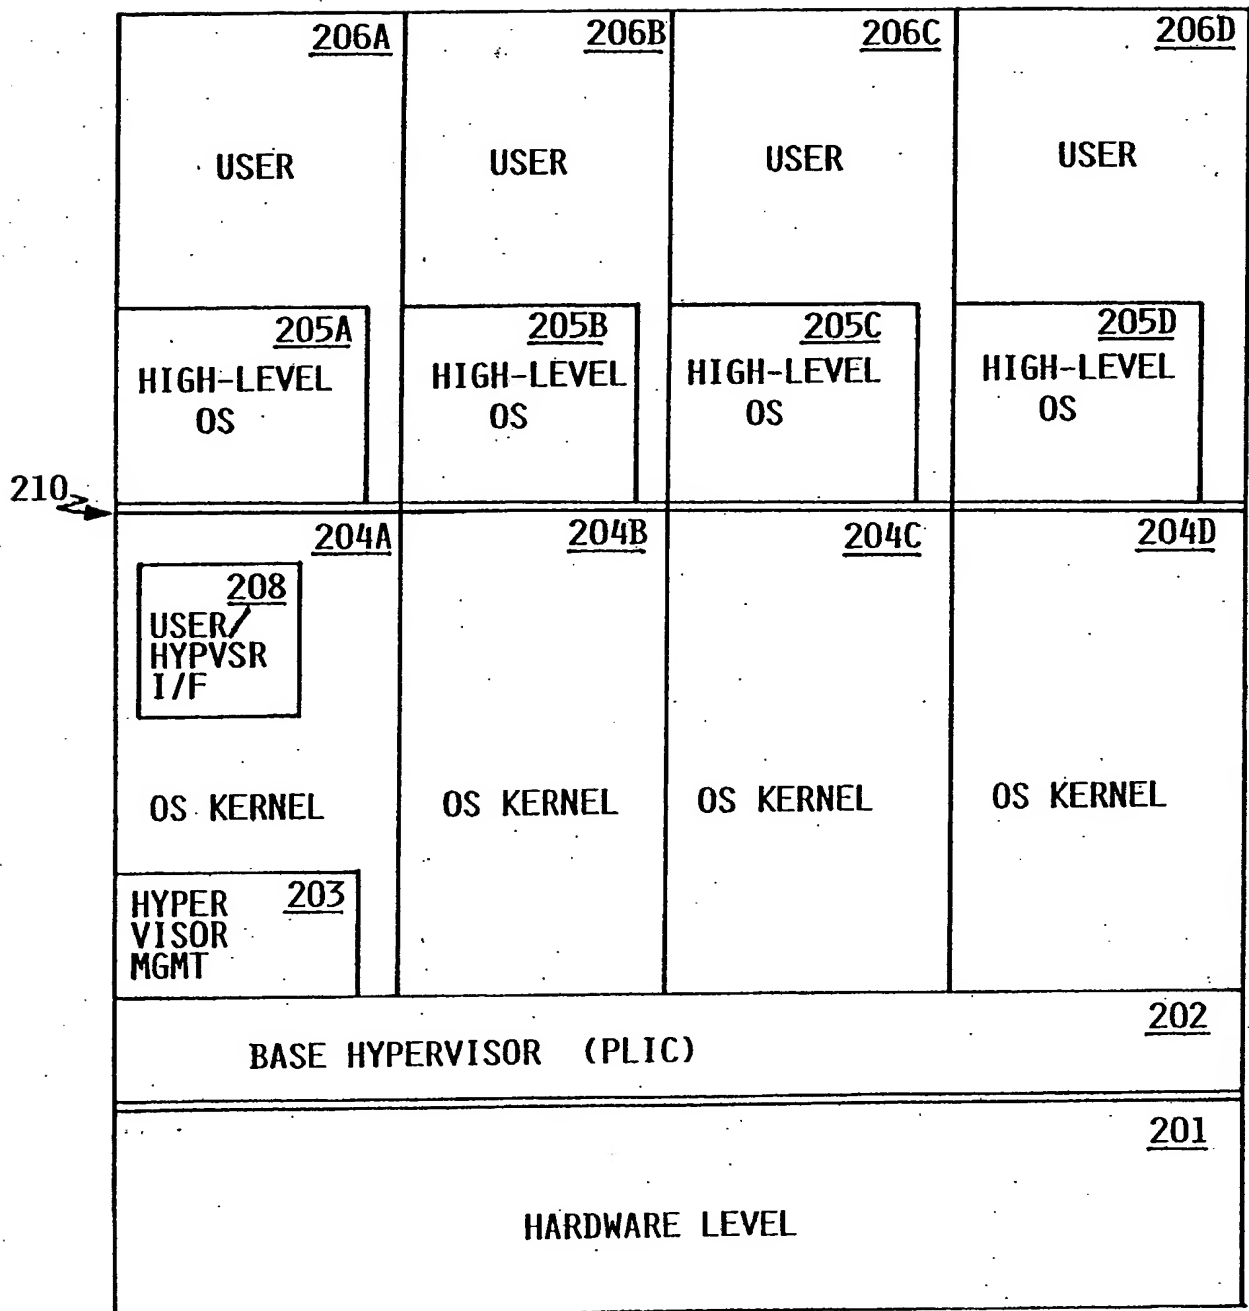 206A 206B 206C 206D
USER USER USER USER
205A 205B 205C 205D
HIGH-LEVEL HIGH-LEVEL HIGH-LEVEL HIGH-LEVEL
OS OS OS OS
210
204A 204B 204C 204D
208
USER/
HYPVSR
I/F
OS KERNEL OS KERNEL OS KERNEL OS KERNEL
203
HYPER
VISOR
MGMT
202
BASE HYPERVISOR (PLIC)
201
HARDWARE LEVEL